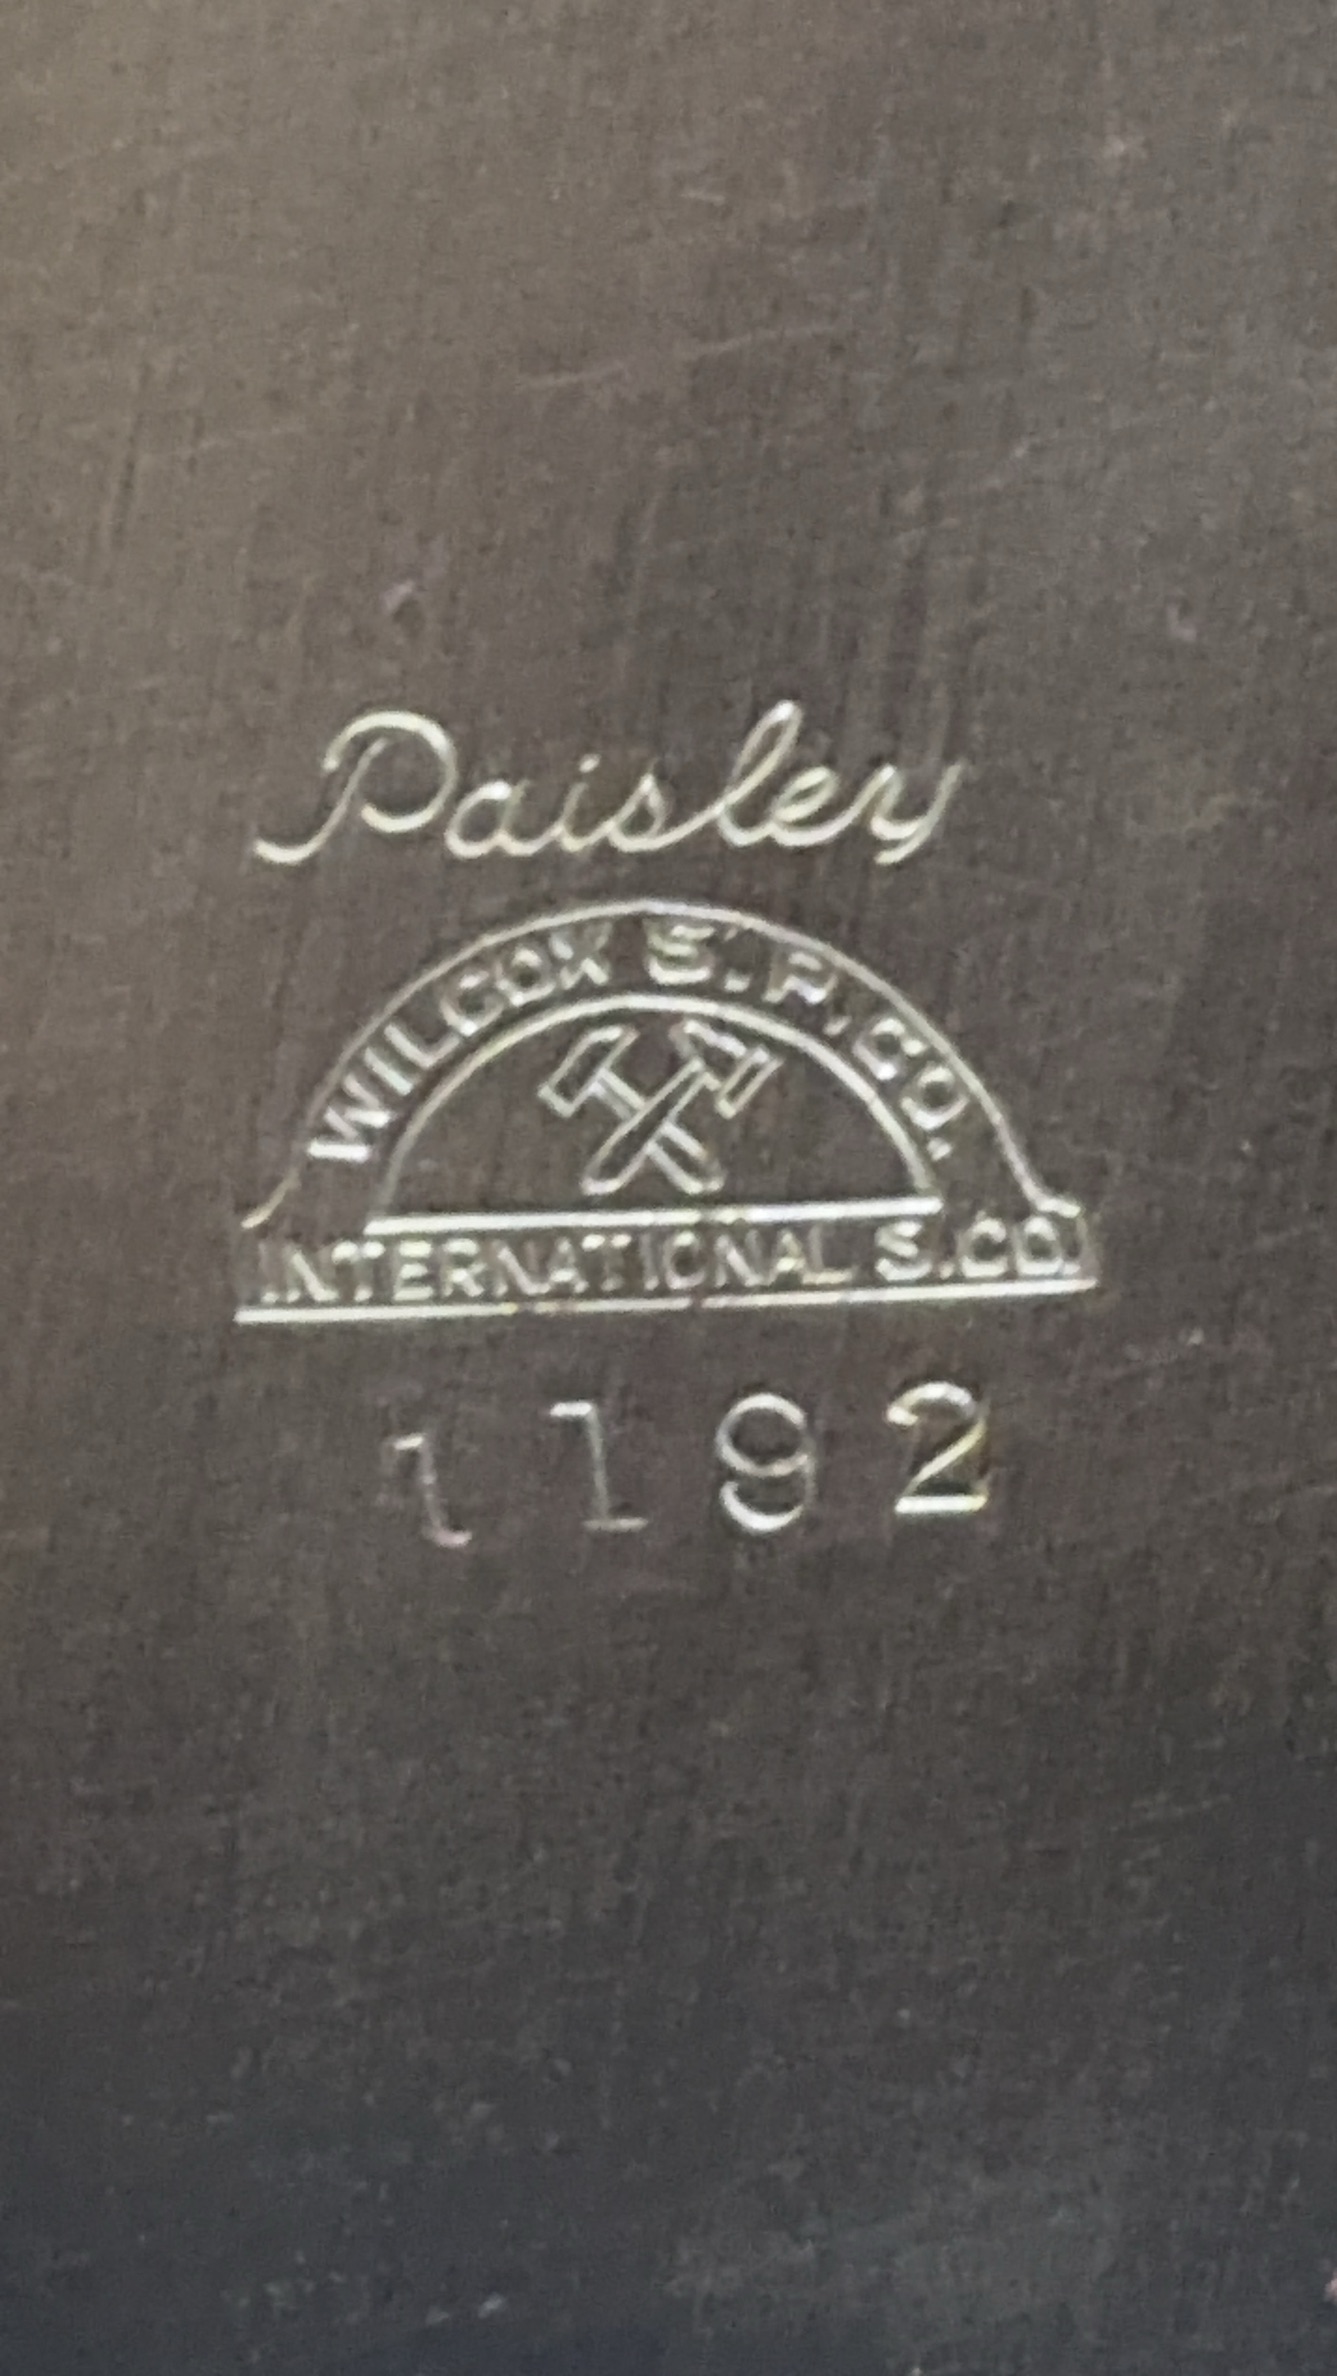 Paisley
WILCOX S.P.CO.
INTERNATIONAL S.CO.
1192